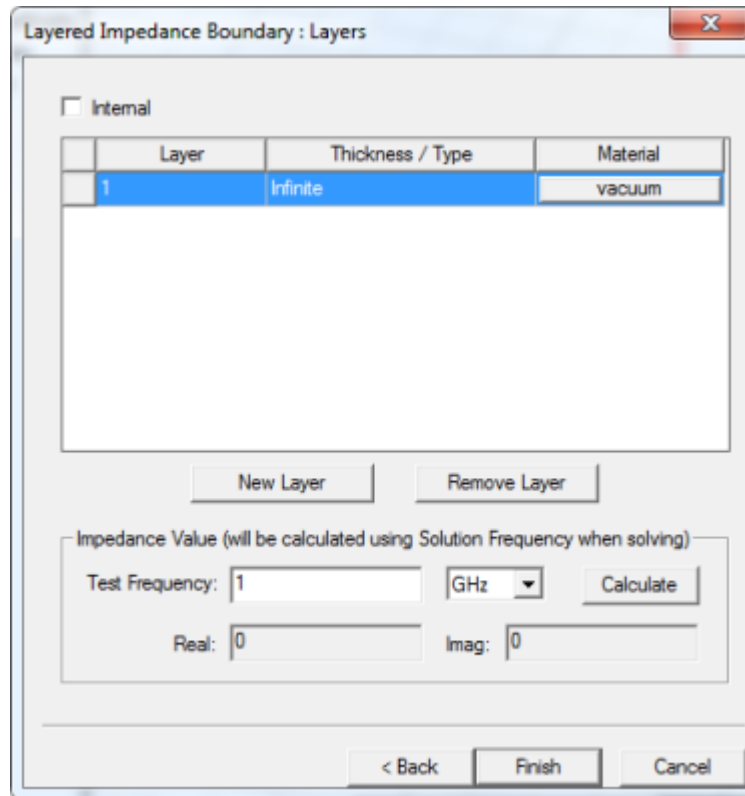 Layered Impedance Boundary : Layers
Internal
Layer Thickness / Type Material
1 Infinite vacuum
New Layer Remove Layer
Impedance Value (will be calculated using Solution Frequency when solving)
Test Frequency: 1 GHz Calculate
Real: 0 Imag: 0
< Back Finish Cancel